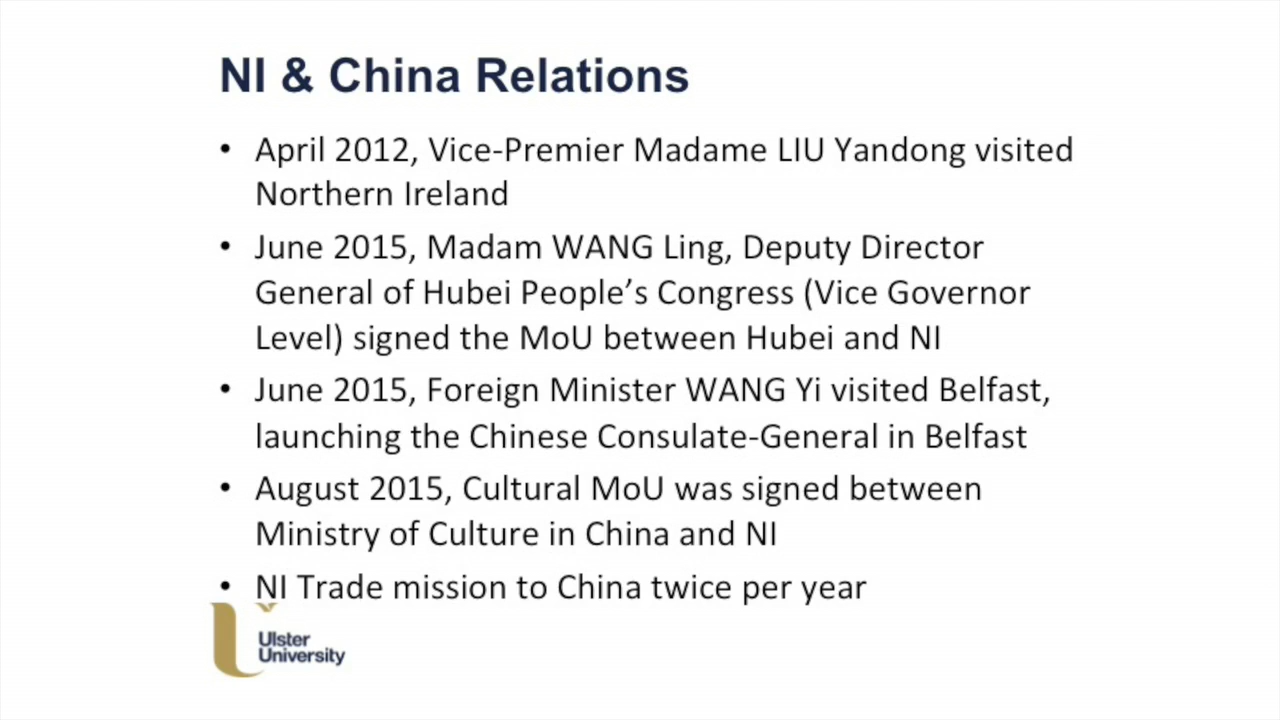 NI & China Relations
• April 2012, Vice-Premier Madame LIU Yandong visited
Northern Ireland
• June 2015, Madam WANG Ling, Deputy Director
General of Hubei People’s Congress (Vice Governor
Level) signed the MoU between Hubei and NI
• June 2015, Foreign Minister WANG Yi visited Belfast,
launching the Chinese Consulate-General in Belfast
• August 2015, Cultural MoU was signed between
Ministry of Culture in China and NI
• NI Trade mission to China twice per year
Ulster
University